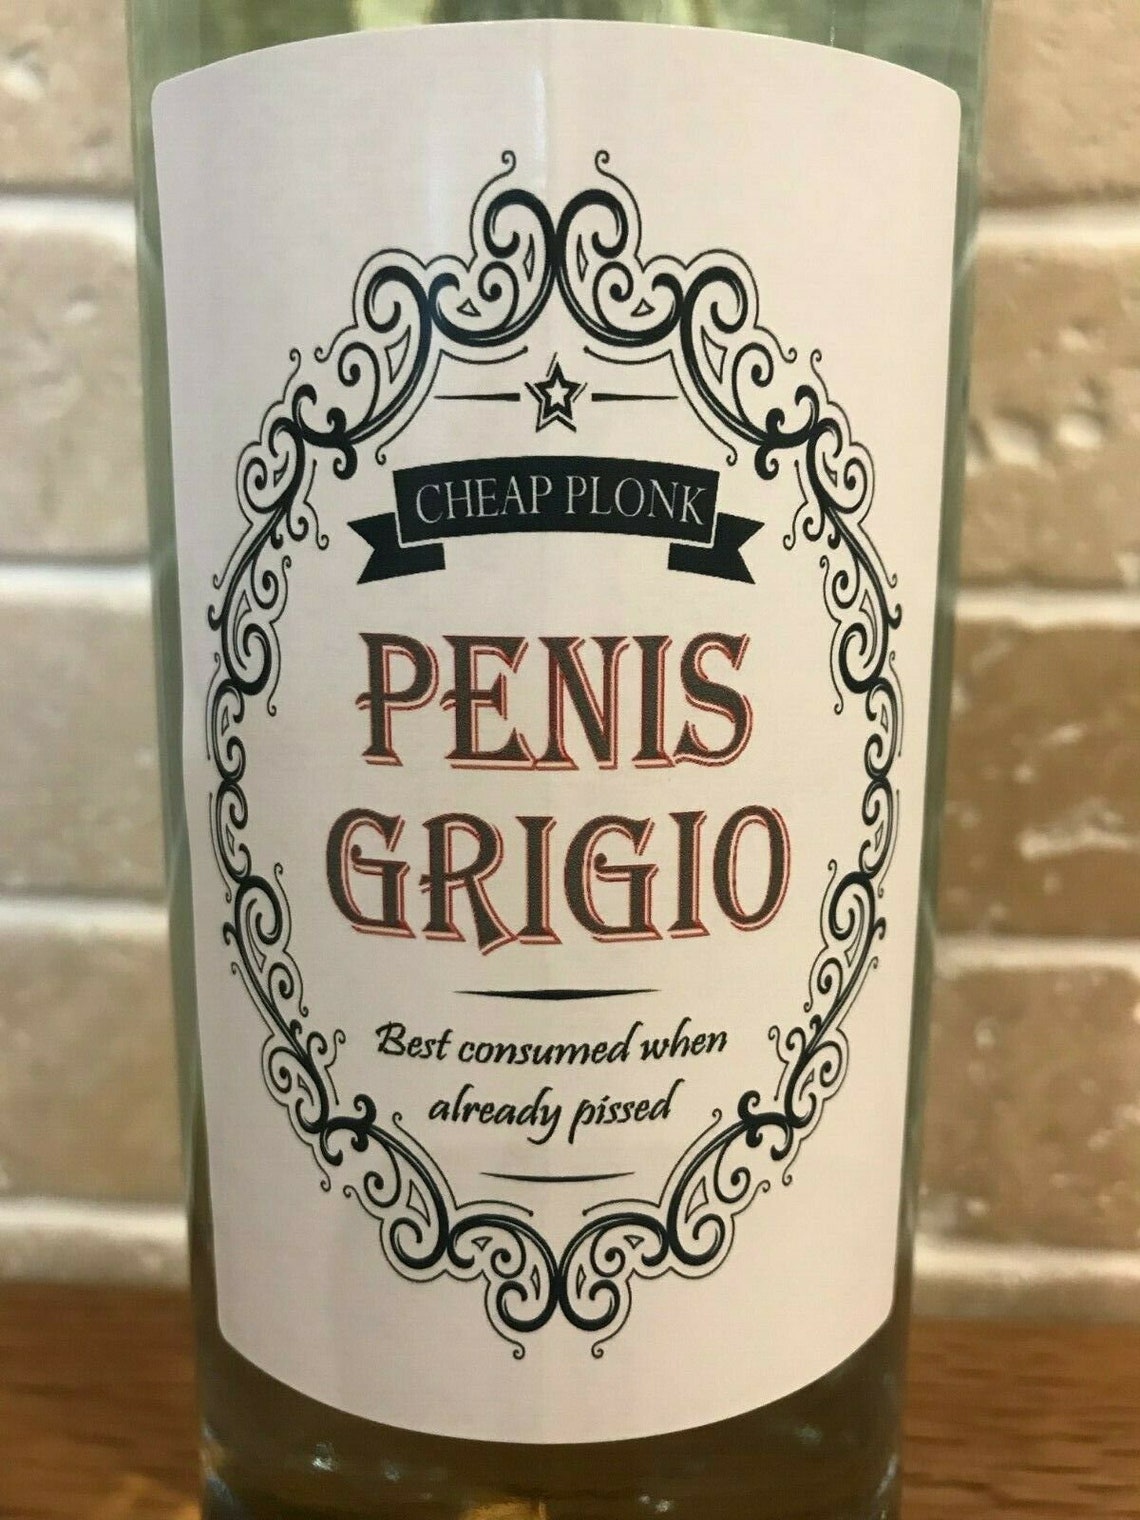 CHEAP PLONK
PENIS
GRIGIO
Best consumed when
already pissed